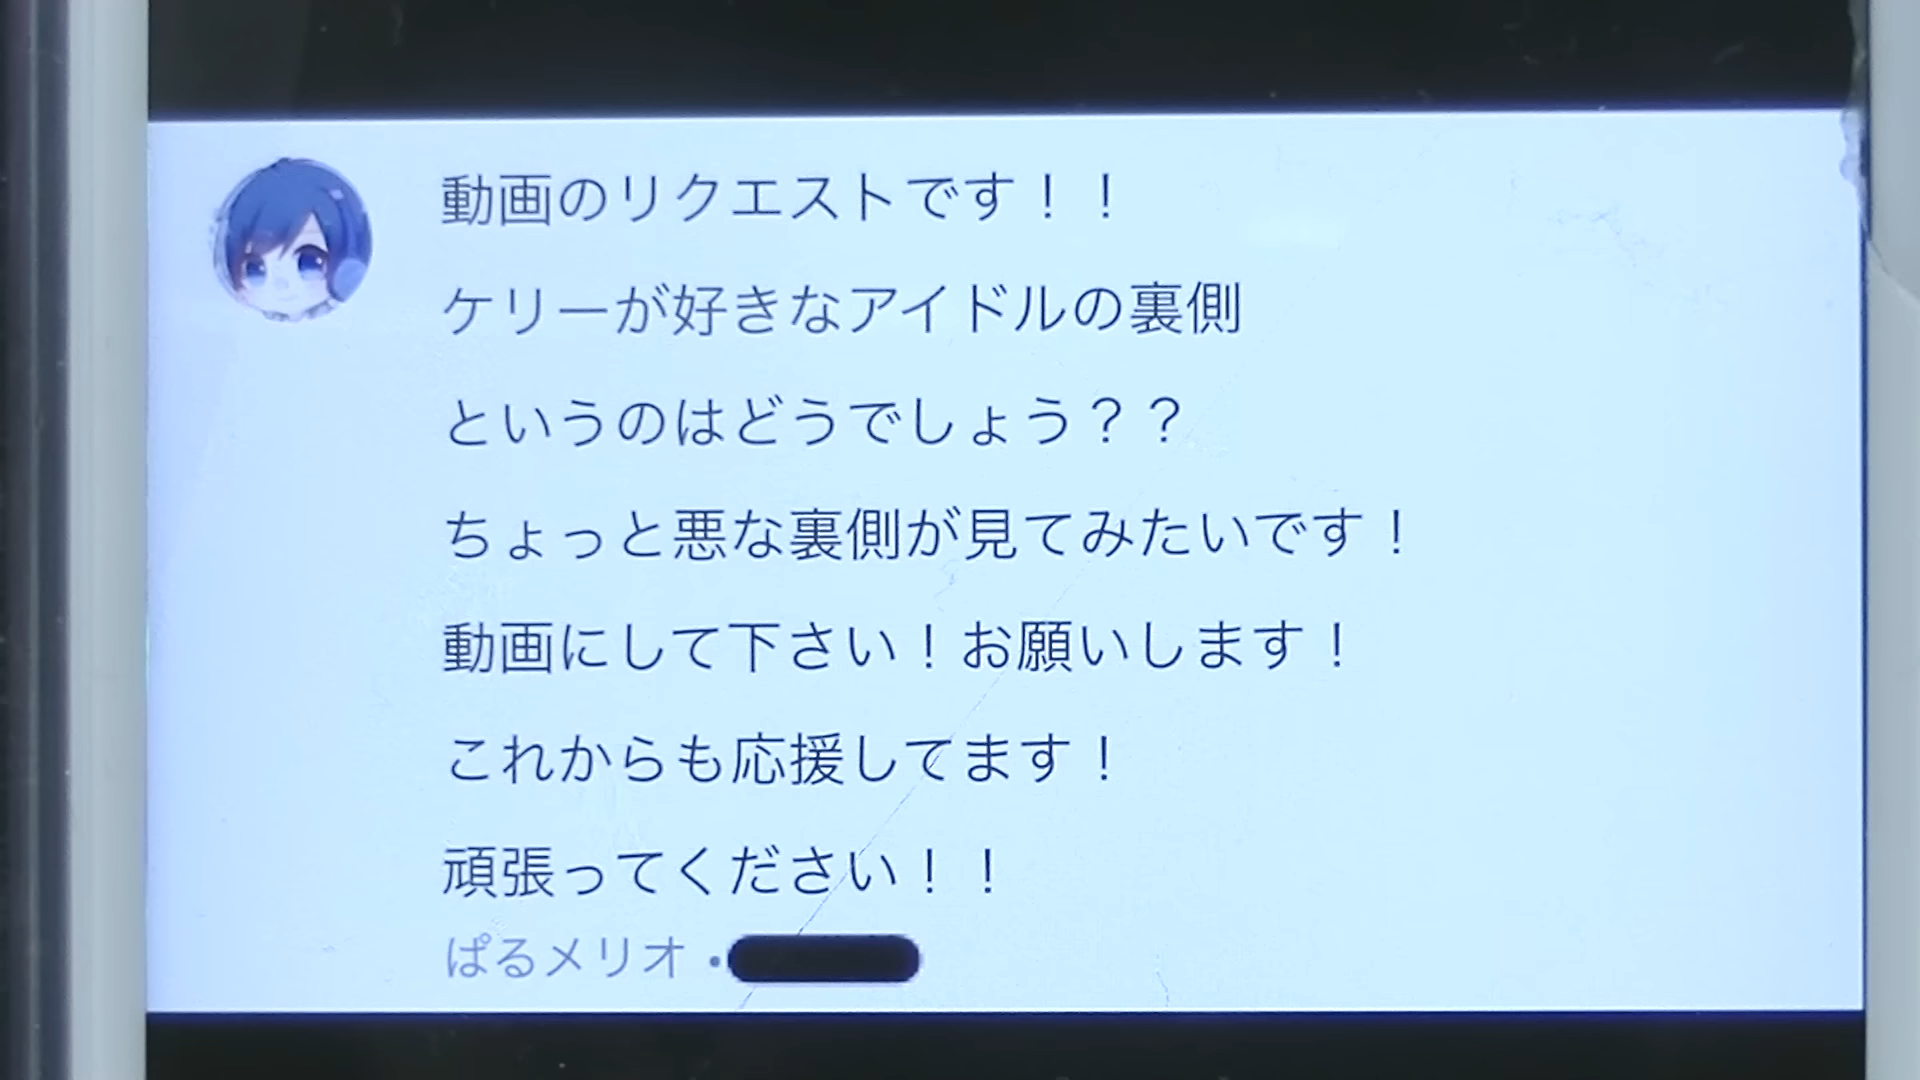 動画のリクエストです！！
ケリーが好きなアイドルの裏側
というのはどうでしょう？？
ちょっと悪な裏側が見てみたいです！
動画にして下さい！お願いします！
これからも応援してます！
頑張ってください！！
ぱるメリオ・